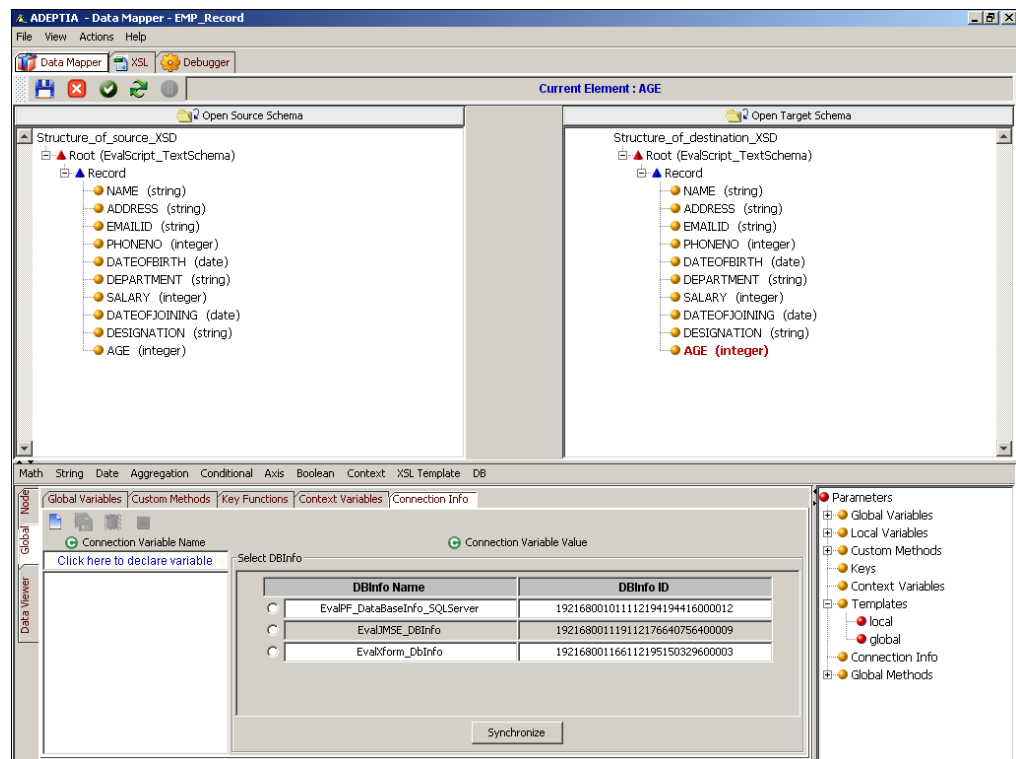 ADEPTIA - Data Mapper - EMP_Record
File View Actions Help
Data Mapper XSL Debugger
Current Element : AGE
Open Source Schema Open Target Schema
Structure_of_source_XSD
Root (EvalScript_TextSchema)
Record
NAME (string)
ADDRESS (string)
EMAILID (string)
PHONENO (integer)
DATEOFBIRTH (date)
DEPARTMENT (string)
SALARY (integer)
DATEOFJOINING (date)
DESIGNATION (string)
AGE (integer)
Structure_of_destination_XSD
Root (EvalScript_TextSchema)
Record
NAME (string)
ADDRESS (string)
EMAILID (string)
PHONENO (integer)
DATEOFBIRTH (date)
DEPARTMENT (string)
SALARY (integer)
DATEOFJOINING (date)
DESIGNATION (string)
AGE (integer)
Math String Date Aggregation Conditional Axis Boolean Context XSL Template DB
Node
Global
Data Viewer
Global Variables Custom Methods Key Functions Context Variables Connection Info
Connection Variable Name Connection Variable Value
Click here to declare variable
Select DBInfo
DBInfo Name DBInfo ID
EvalPF_DataBaseInfo_SQLServer 192168001011112194194416000012
EvalJMSE_DBInfo 192168001119112176640756400009
EvalXform_DbInfo 192168001166112195150329600003
Synchronize
Parameters
Global Variables
Local Variables
Custom Methods
Keys
Context Variables
Templates
local
global
Connection Info
Global Methods